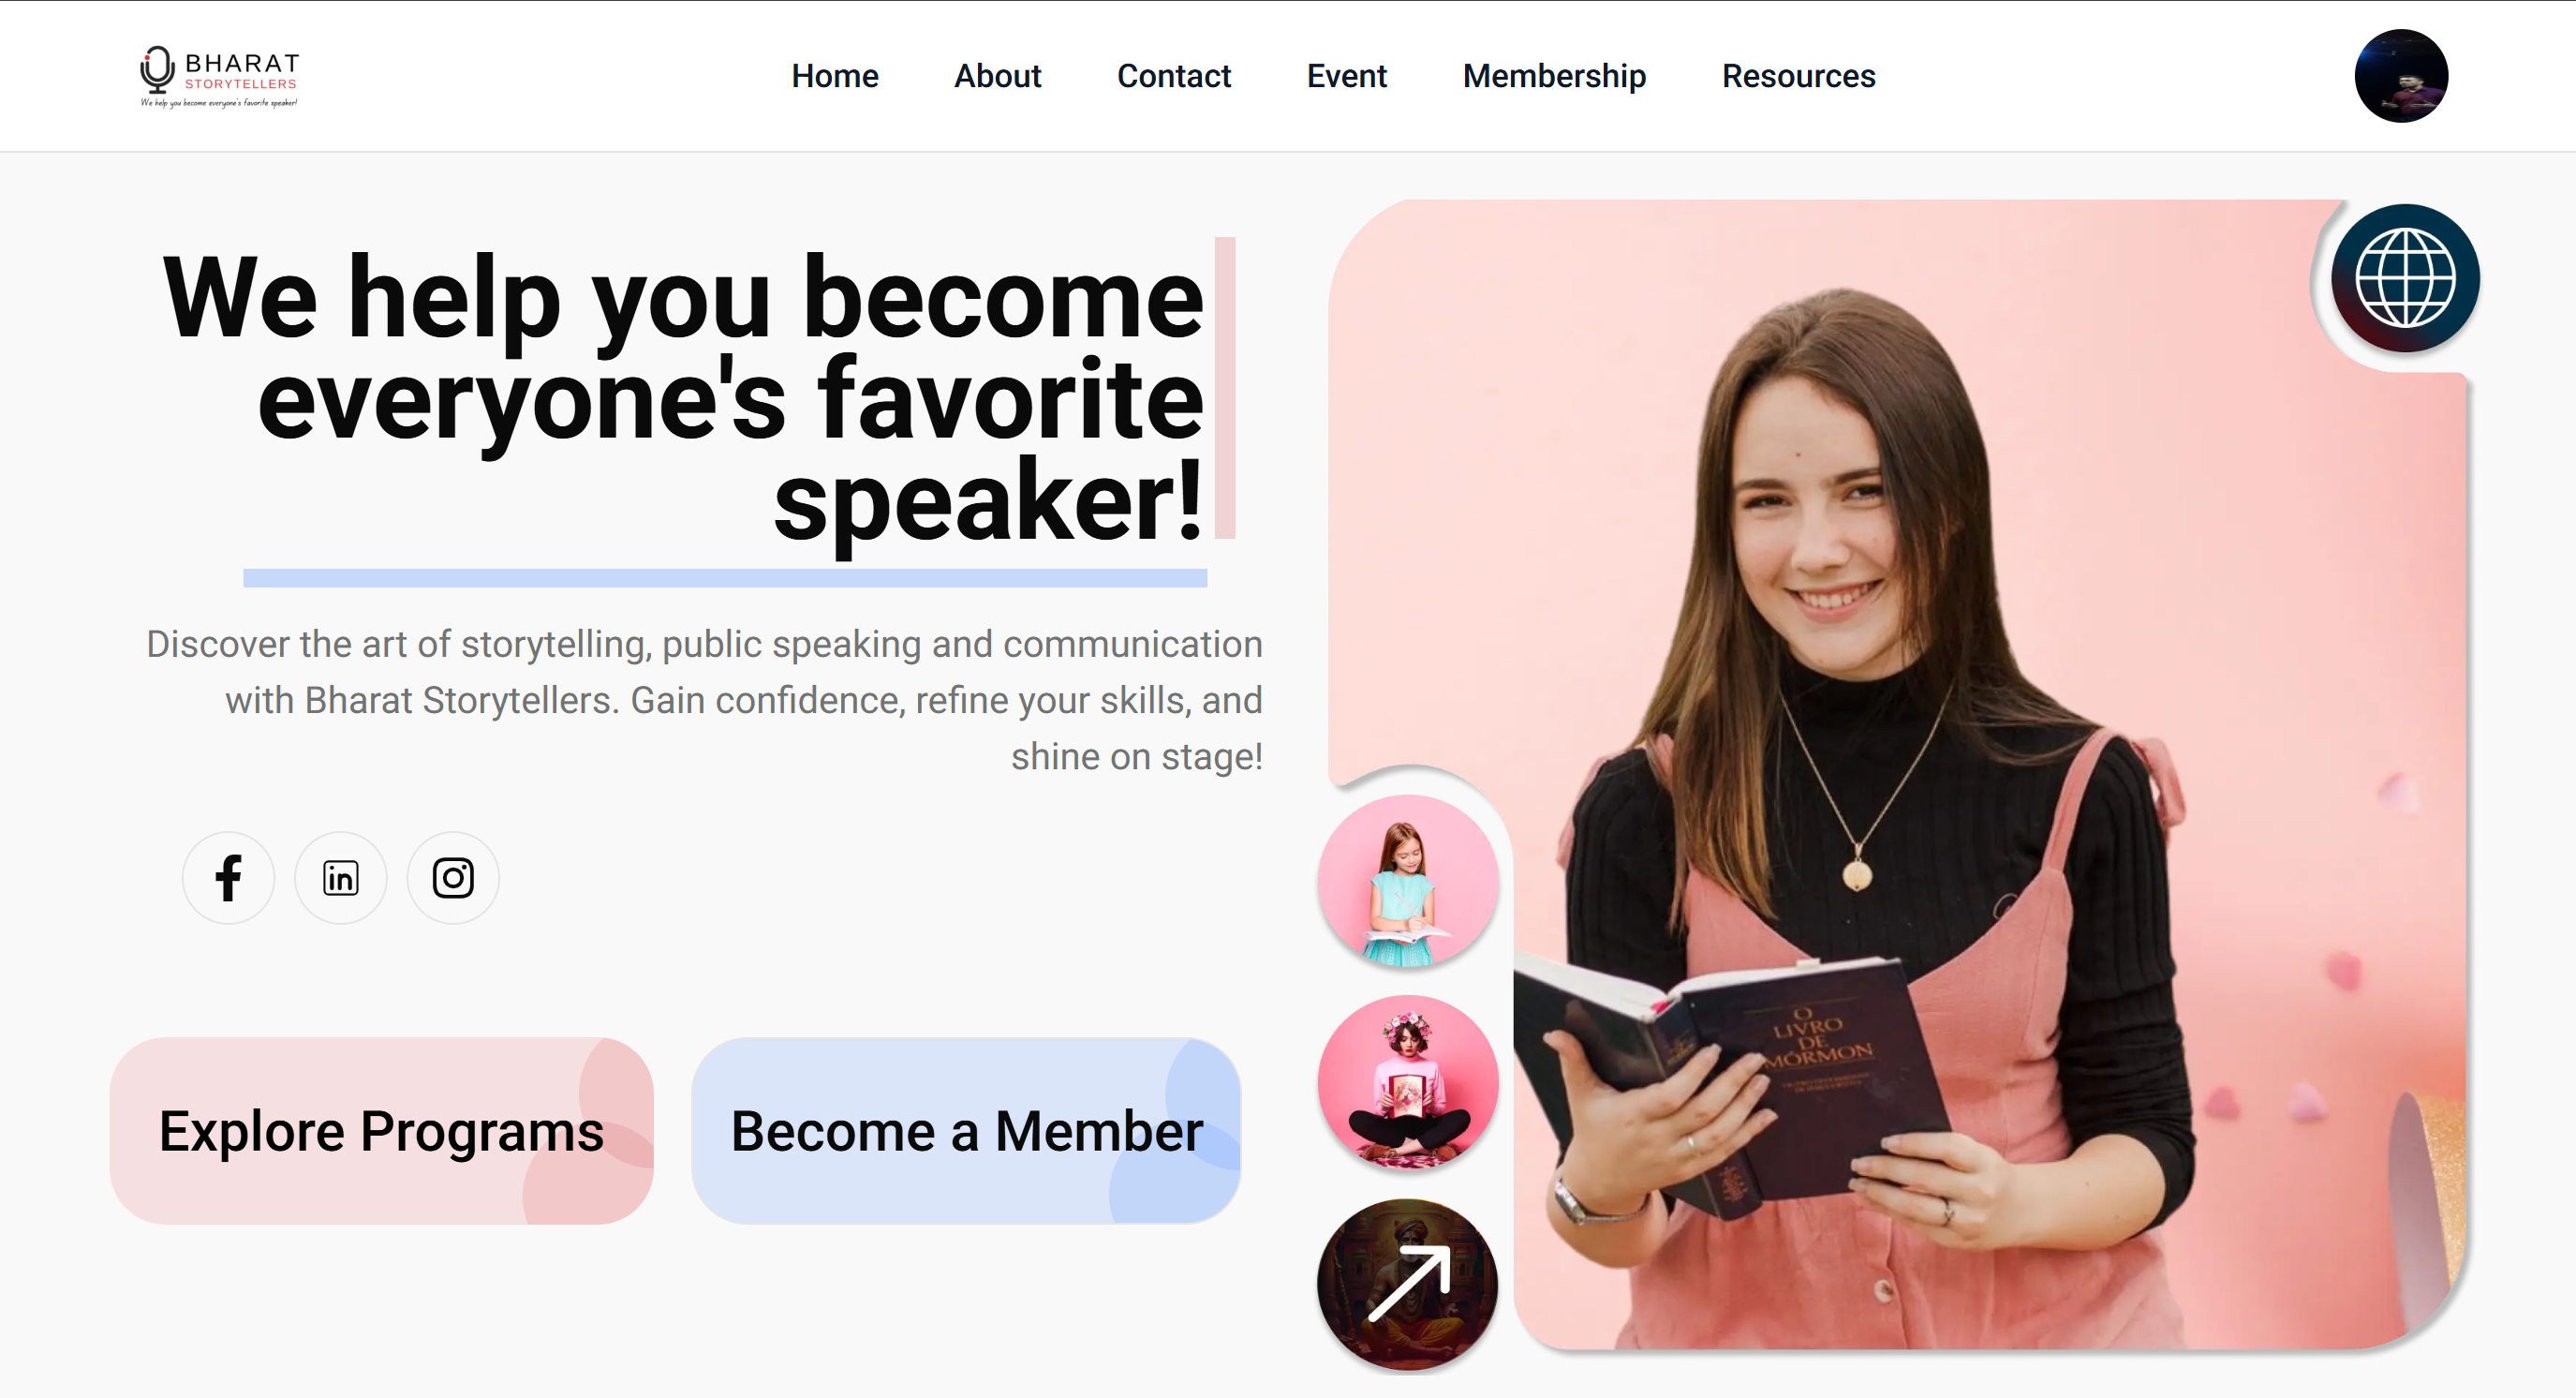 BHARAT
STORYTELLERS
We help you become everyone's favorite speaker!
Home About Contact Event Membership Resources
We help you become
everyone's favorite
speaker!
Discover the art of storytelling, public speaking and communication
with Bharat Storytellers. Gain confidence, refine your skills, and
shine on stage!
in
Explore Programs
Become a Member
O
LIVRO
DE
MÓRMON